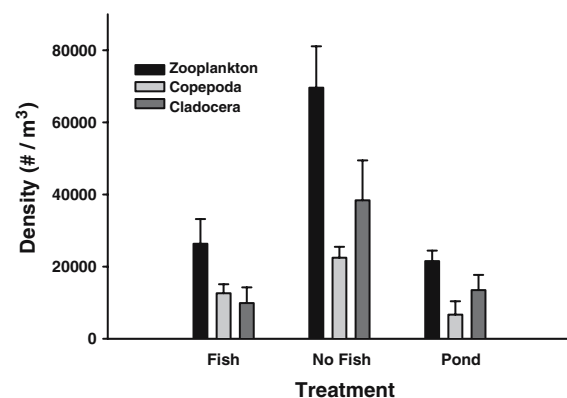 80000
60000
40000
20000
0
Density (# / m³)
Zooplankton
Copepoda
Cladocera
Fish No Fish Pond
Treatment